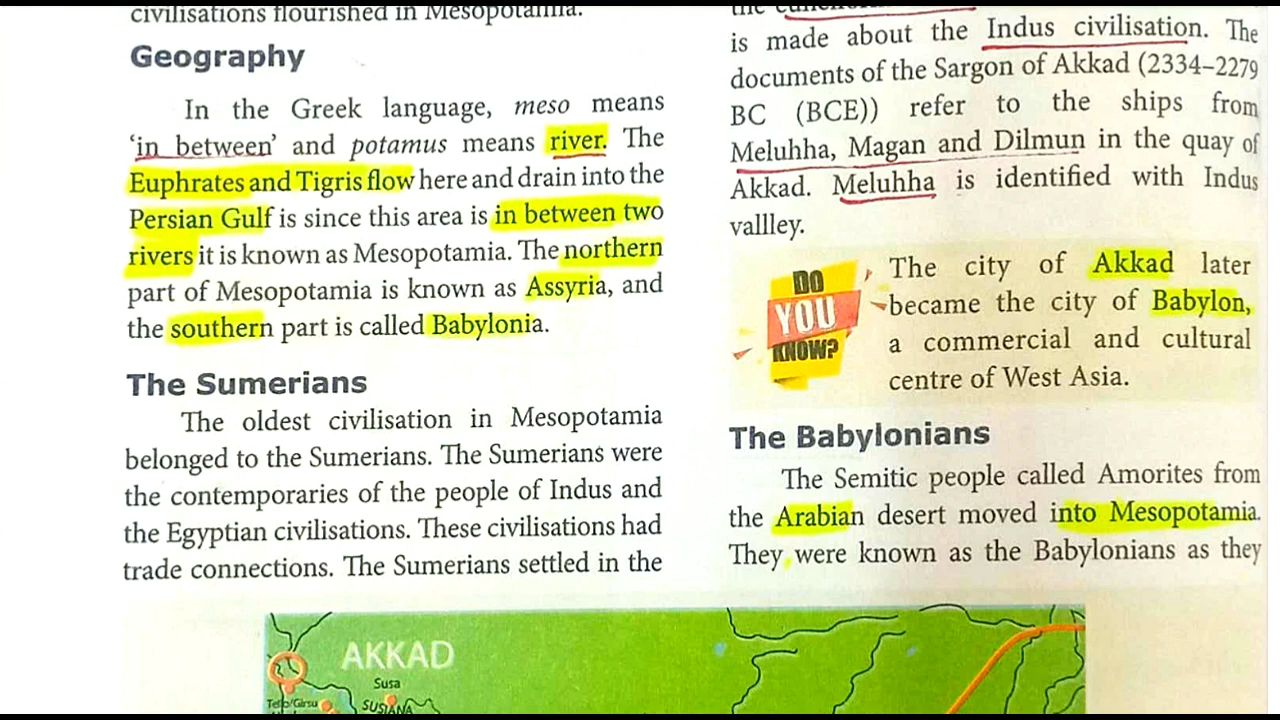 civilisations flourished in Mesopotamia.
Geography
In the Greek language, meso means
‘in between’ and potamus means river. The
Euphrates and Tigris flow here and drain into the
Persian Gulf is since this area is in between two
rivers it is known as Mesopotamia. The northern
part of Mesopotamia is known as Assyria, and
the southern part is called Babylonia.
The Sumerians
The oldest civilisation in Mesopotamia
belonged to the Sumerians. The Sumerians were
the contemporaries of the people of Indus and
the Egyptian civilisations. These civilisations had
trade connections. The Sumerians settled in the
the
is made about the Indus civilisation. The
documents of the Sargon of Akkad (2334–2279
BC (BCE)) refer to the ships from
Meluhha, Magan and Dilmun in the quay of
Akkad. Meluhha is identified with Indus
vallley.
DO
YOU
KNOW?
The city of Akkad later
became the city of Babylon,
a commercial and cultural
centre of West Asia.
The Babylonians
The Semitic people called Amorites from
the Arabian desert moved into Mesopotamia.
They were known as the Babylonians as they
AKKAD
Susa
Tello/Girsu
SUSIANA